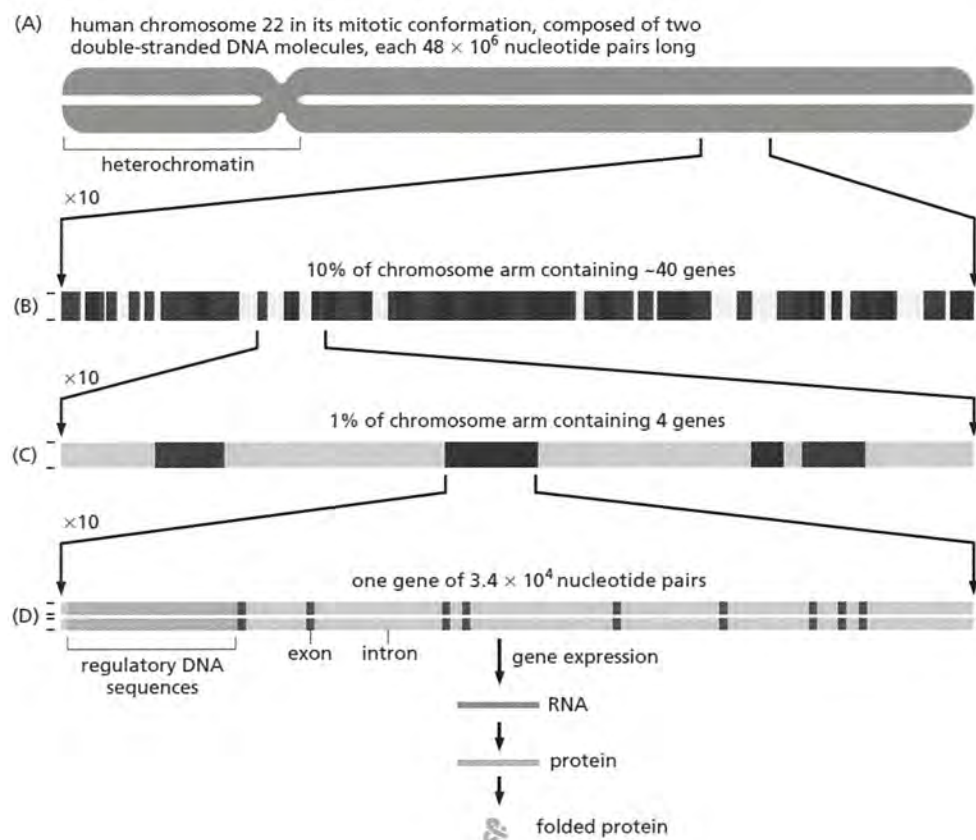 (A) human chromosome 22 in its mitotic conformation, composed of two
double-stranded DNA molecules, each 48 × 10⁶ nucleotide pairs long
heterochromatin
×10
10% of chromosome arm containing ~40 genes
(B)
×10
1% of chromosome arm containing 4 genes
(C)
×10
one gene of 3.4 × 10⁴ nucleotide pairs
(D)
regulatory DNA
sequences
exon
intron
gene expression
RNA
protein
folded protein